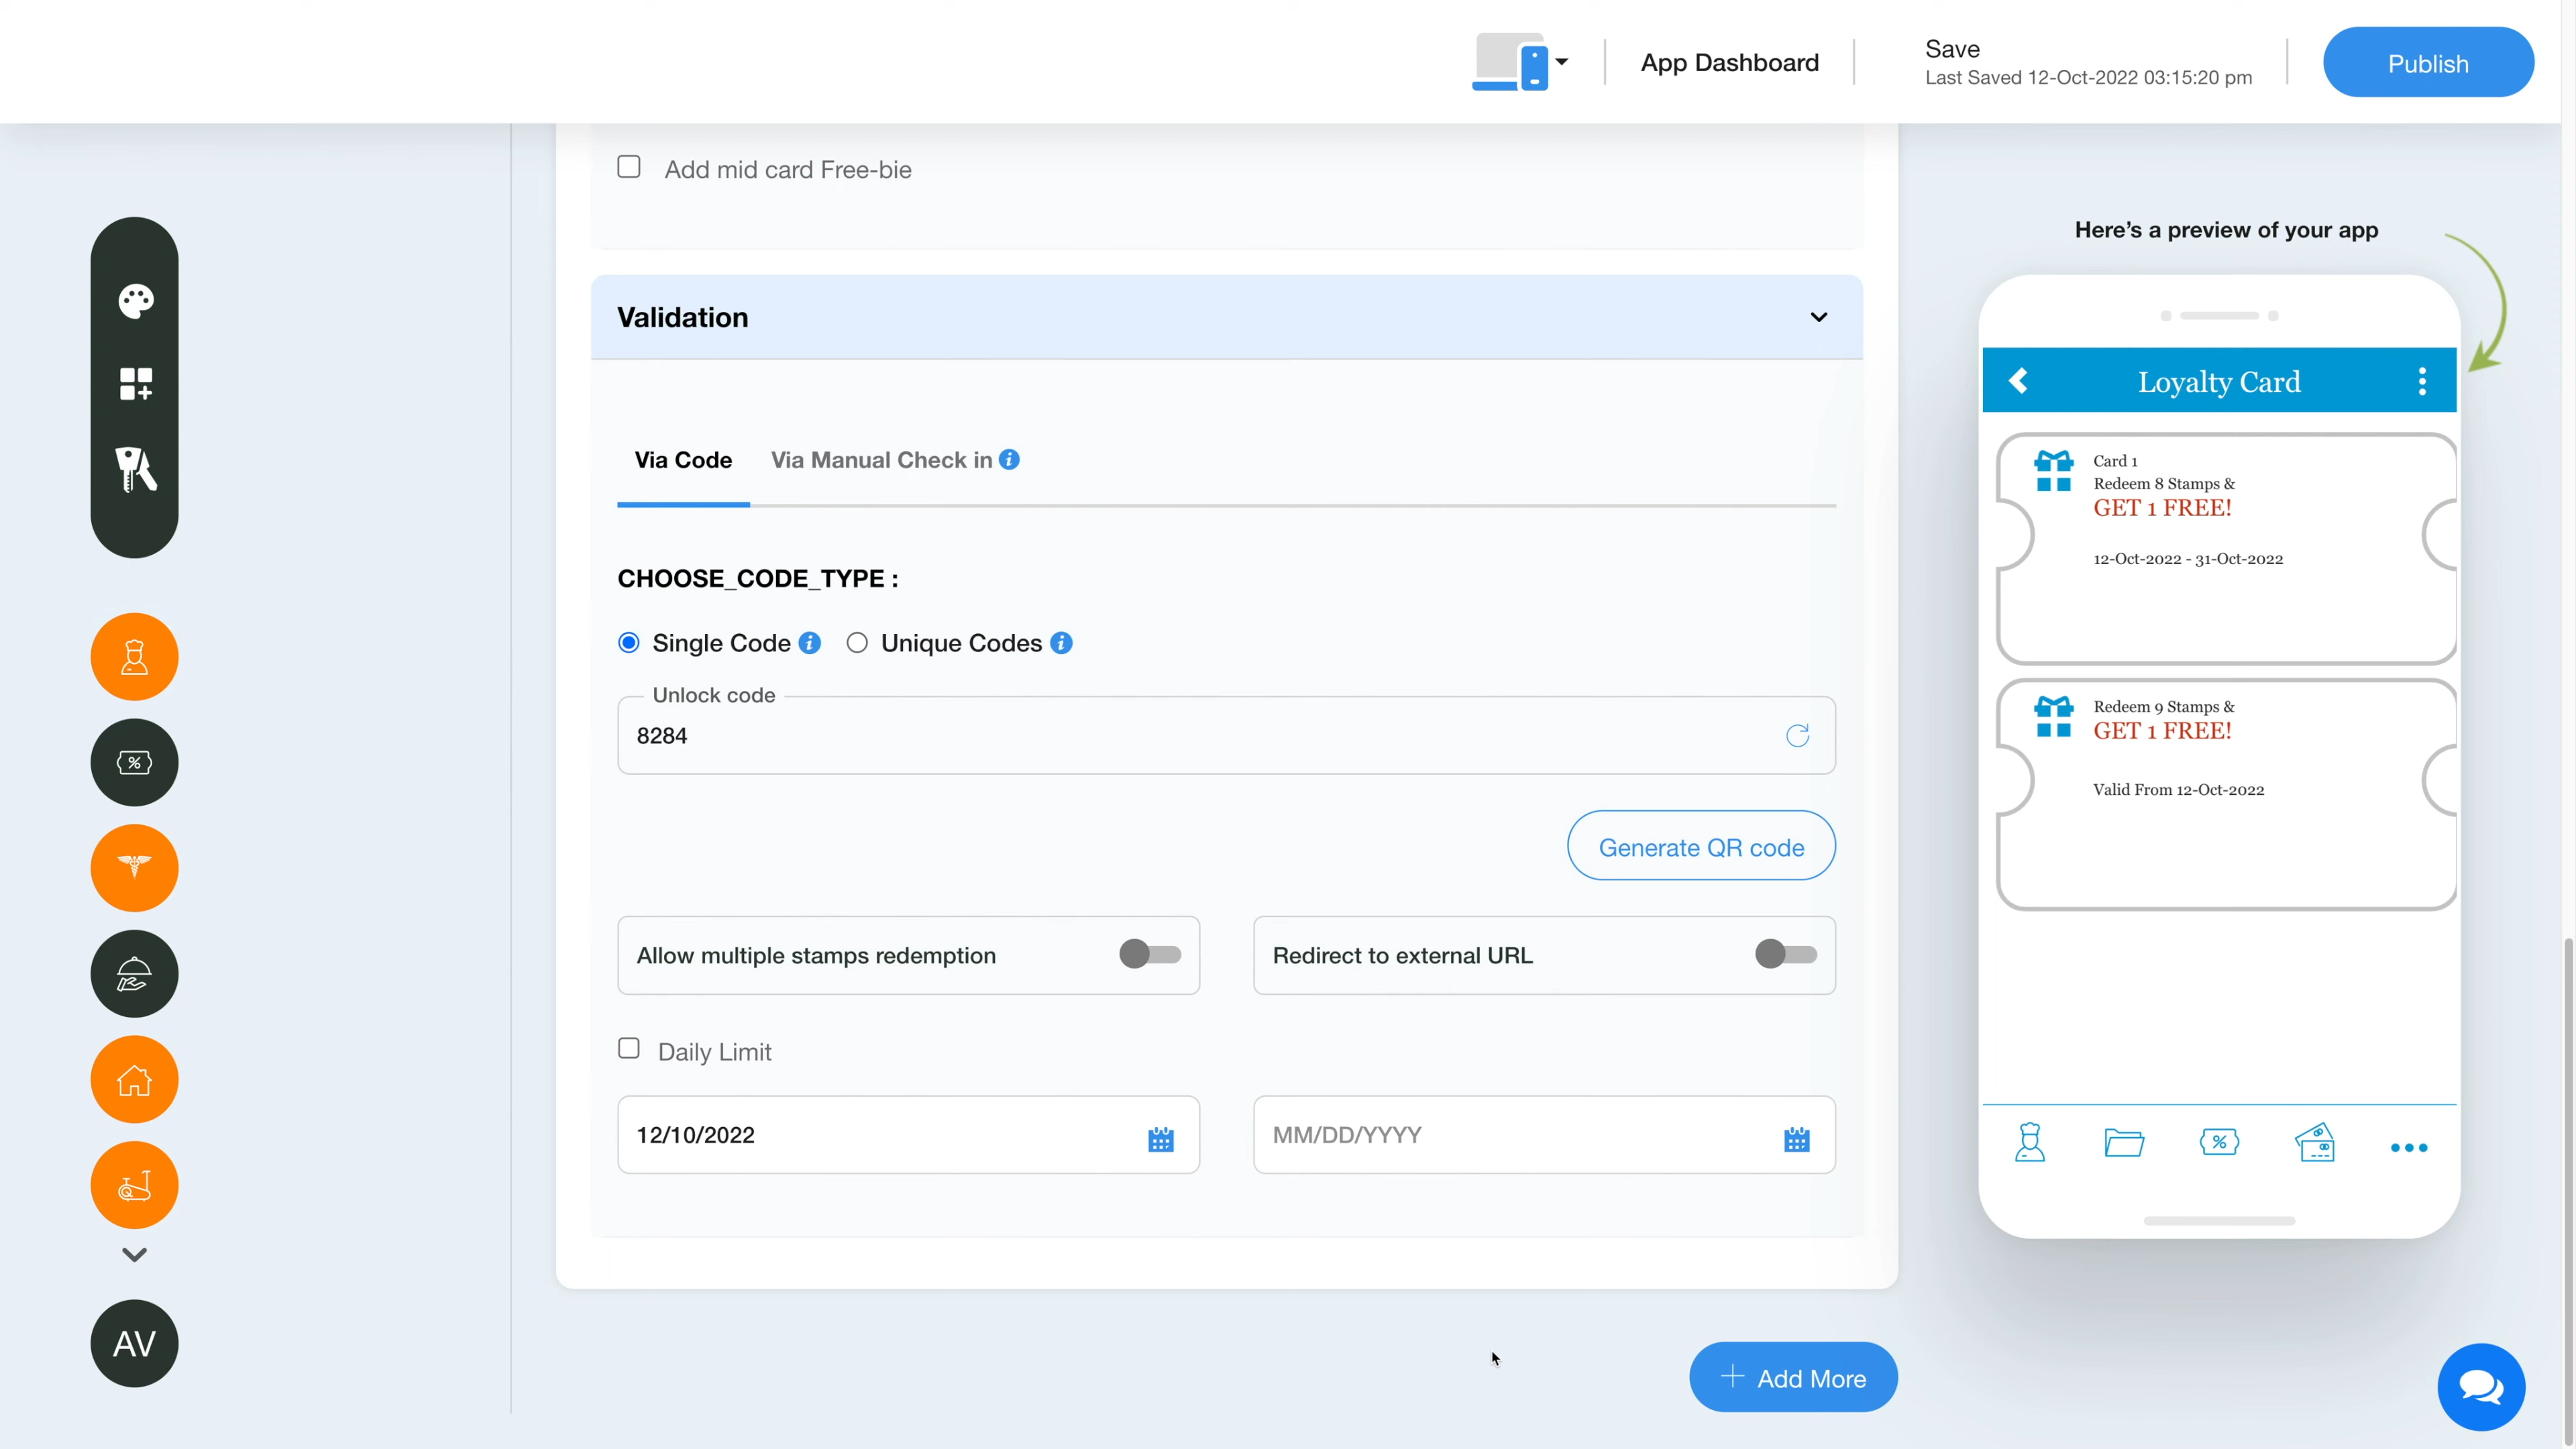 App Dashboard
Save
Last Saved 12-Oct-2022 03:15:20 pm
Publish
Add mid card Free-bie
Validation
Via Code
Via Manual Check in
CHOOSE_CODE_TYPE :
Single Code
Unique Codes
Unlock code
8284
Generate QR code
Allow multiple stamps redemption
Redirect to external URL
Daily Limit
12/10/2022
MM/DD/YYYY
Add More
AV
Here's a preview of your app
Loyalty Card
Card 1
Redeem 8 Stamps &
GET 1 FREE!
12-Oct-2022 - 31-Oct-2022
Redeem 9 Stamps &
GET 1 FREE!
Valid From 12-Oct-2022